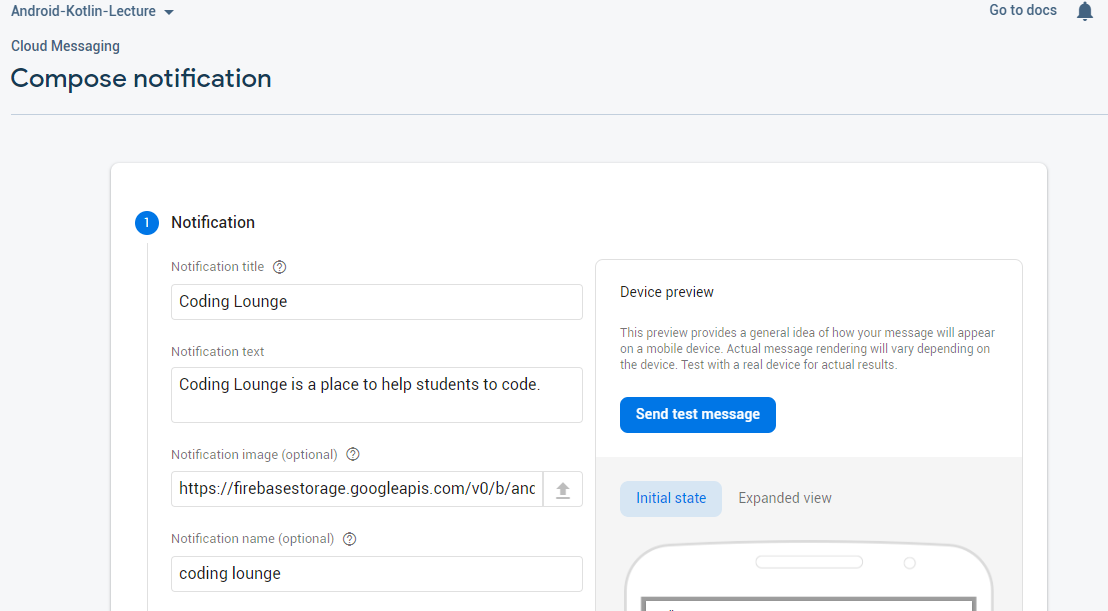 Android-Kotlin-Lecture
Go to docs
Cloud Messaging
Compose notification
1 Notification
Notification title
Coding Lounge
Notification text
Coding Lounge is a place to help students to code.
Notification image (optional)
https://firebasestorage.googleapis.com/v0/b/and
Notification name (optional)
coding lounge
Device preview
This preview provides a general idea of how your message will appear
on a mobile device. Actual message rendering will vary depending on
the device. Test with a real device for actual results.
Send test message
Initial state
Expanded view